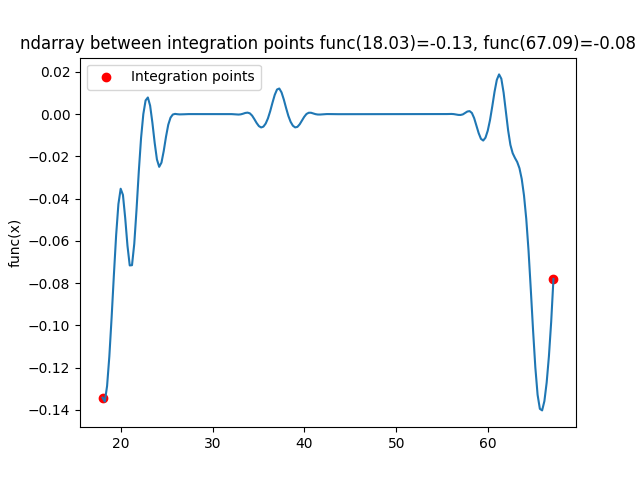 ndarray between integration points func(18.03)=-0.13, func(67.09)=-0.08
Integration points
func(x)
0.02
0.00
−0.02
−0.04
−0.06
−0.08
−0.10
−0.12
−0.14
20 30 40 50 60